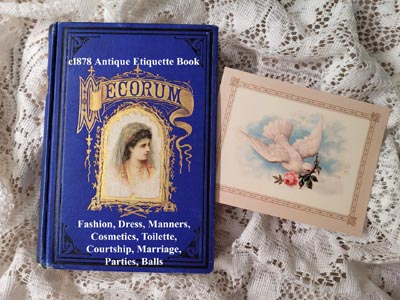 c1878 Antique Etiquette Book
DECORUM
Fashion, Dress, Manners,
Cosmetics, Toilette,
Courtship, Marriage,
Parties, Balls